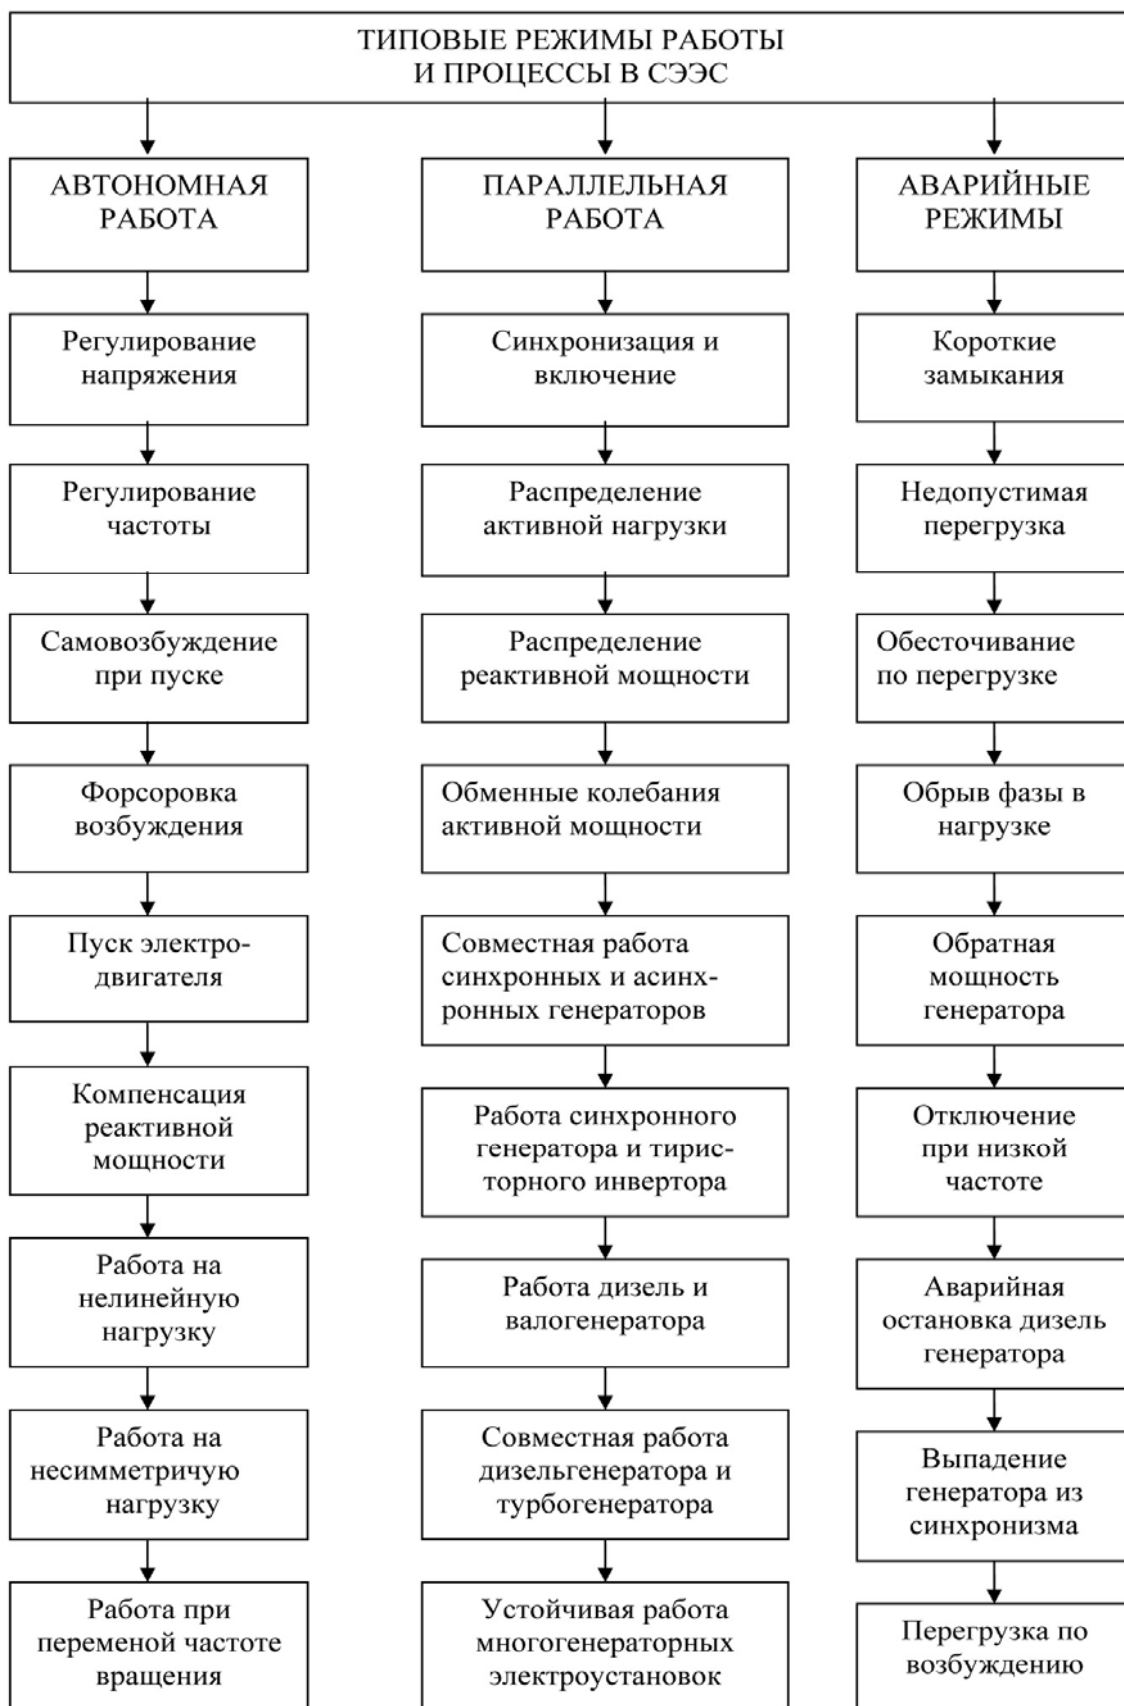 ТИПОВЫЕ РЕЖИМЫ РАБОТЫ
И ПРОЦЕССЫ В СЭЭС
АВТОНОМНАЯ
РАБОТА
Регулирование
напряжения
Регулирование
частоты
Самовозбуждение
при пуске
Форсоровка
возбуждения
Пуск электро-
двигателя
Компенсация
реактивной
мощности
Работа на
нелинейную
нагрузку
Работа на
несимметричую
нагрузку
Работа при
переменой частоте
вращения
ПАРАЛЛЕЛЬНАЯ
РАБОТА
Синхронизация и
включение
Распределение
активной нагрузки
Распределение
реактивной мощности
Обменные колебания
активной мощности
Совместная работа
синхронных и асинх-
ронных генераторов
Работа синхронного
генератора и тирис-
торного инвертора
Работа дизель и
валогенератора
Совместная работа
дизельгенератора и
турбогенератора
Устойчивая работа
многогенераторных
электроустановок
АВАРИЙНЫЕ
РЕЖИМЫ
Короткие
замыкания
Недопустимая
перегрузка
Обесточивание
по перегрузке
Обрыв фазы в
нагрузке
Обратная
мощность
генератора
Отключение
при низкой
частоте
Аварийная
остановка дизель
генератора
Выпадение
генератора из
синхронизма
Перегрузка по
возбуждению